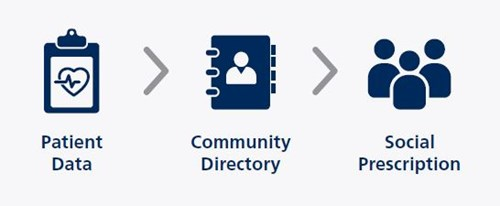 Patient
Data
Community
Directory
Social
Prescription